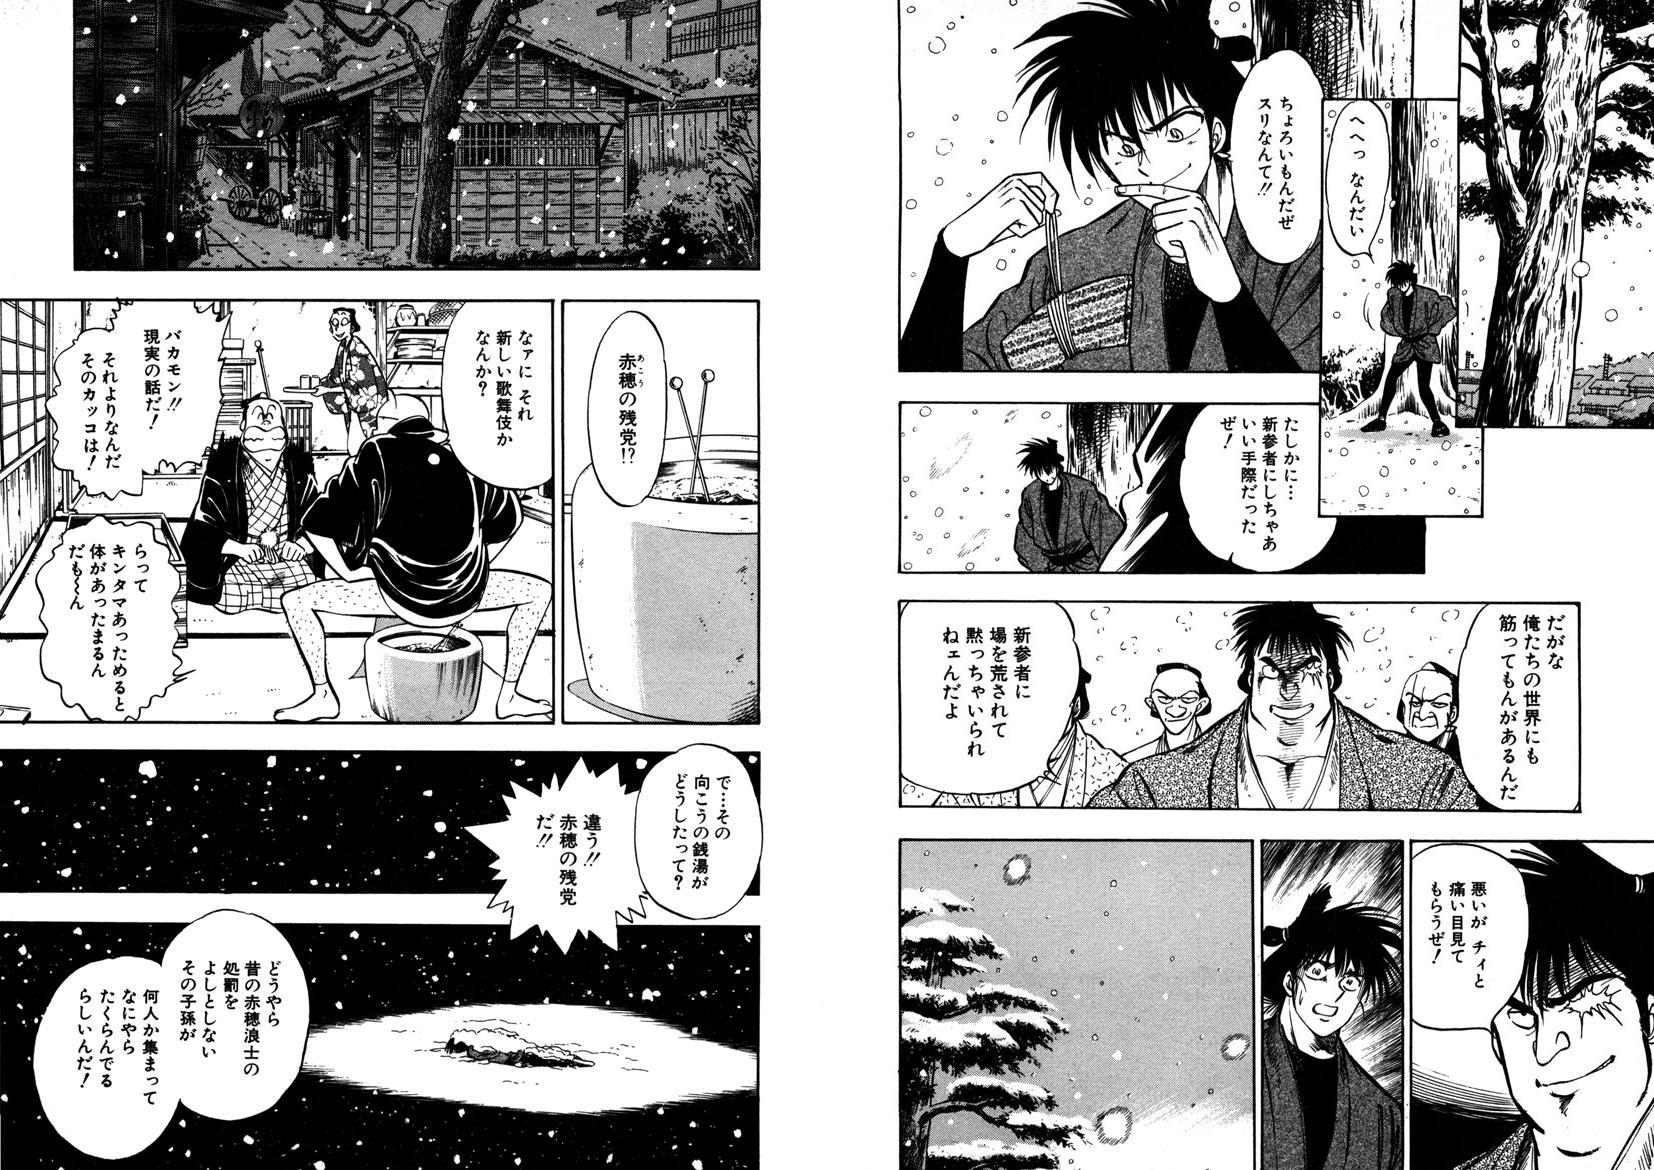 へへっ なんだい
ちょろいもんだぜ
スリなんて!!
たしかに…
新参者にしちゃあ
いい手際だった
ぜ!
だがな
俺たちの世界にも
筋ってもんがあるんだ
新参者に
場を荒されて
黙っちゃいられ
ねェんだよ
悪いが チィと
痛い目見て
もらうぜ!
赤穂の残党!?
あこう
なァに それ
新しい歌舞伎か
なんか?
バカモン!!
現実の話だ!
それよりなんだ
そのカッコは!
らって
キンタマあっためると
体があったまるん
だも〜ん
で…その
向こうの銭湯が
どうしたって?
違う!!
赤穂の残党
だ!!
どうやら
昔の赤穂浪士の
処罰を
よしとしない
その子孫が
何人か集まって
なにやら
たくらんでる
らしいんだ!